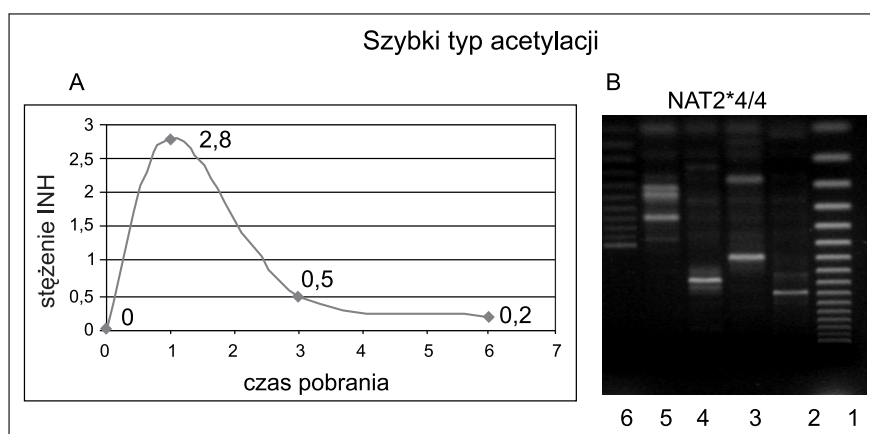 Szybki typ acetylacji
A
stężenie INH
3
2,5
2
1,5
1
0,5
0
0 1 2 3 4 5 6 7
0
2,8
0,5
0,2
czas pobrania
B
NAT2*4/4
6 5 4 3 2 1